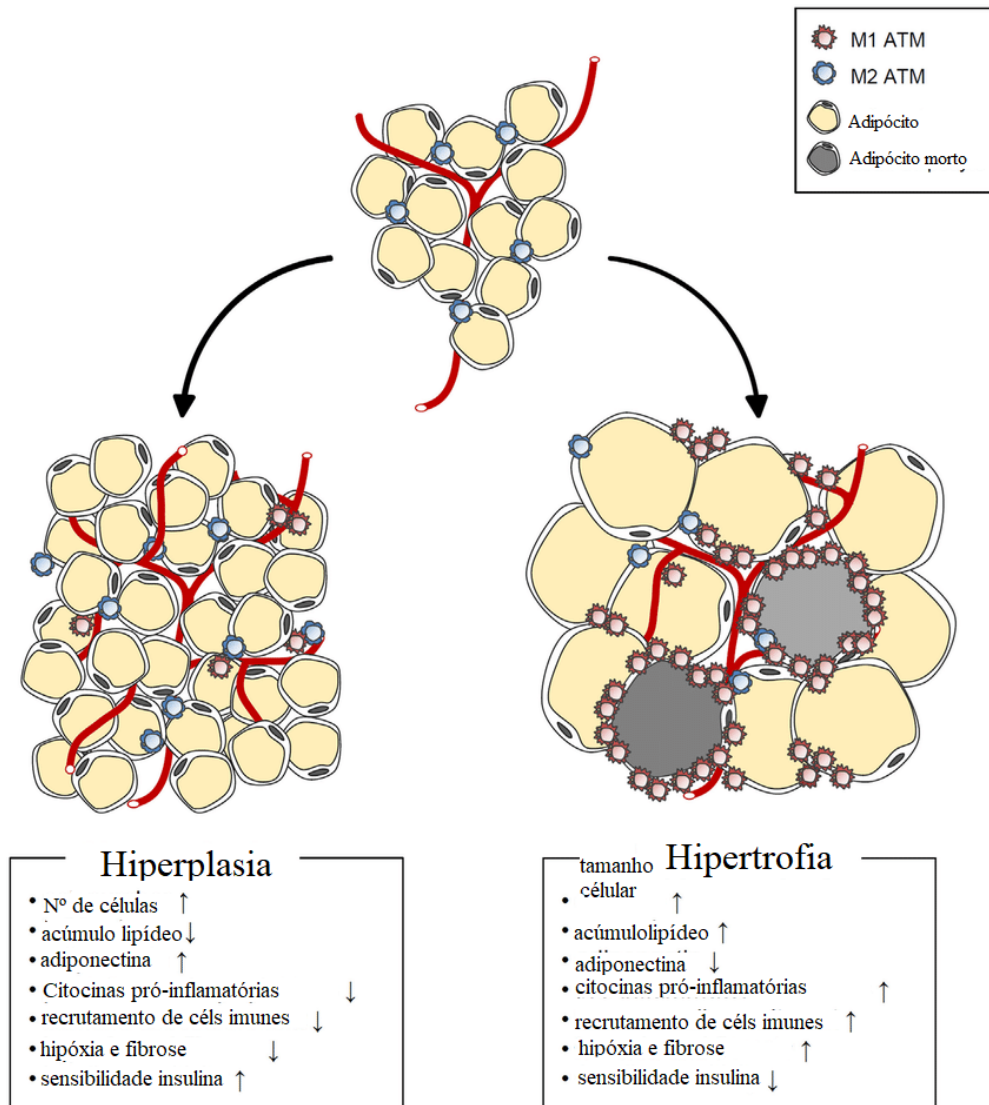 M1 ATM
M2 ATM
Adipócito
Adipócito morto
Hiperplasia
• Nº de células ↑
• acúmulo lipídeo ↓
• adiponectina ↑
• Citocinas pró-inflamatórias ↓
• recrutamento de céls imunes ↓
• hipóxia e fibrose ↓
• sensibilidade insulina ↑
Hipertrofia
tamanho
célular
• ↑
• acúmulolipídeo ↑
• adiponectina ↓
• citocinas pró-inflamatórias ↑
• recrutamento de céls imunes ↑
• hipóxia e fibrose ↑
• sensibilidade insulina ↓